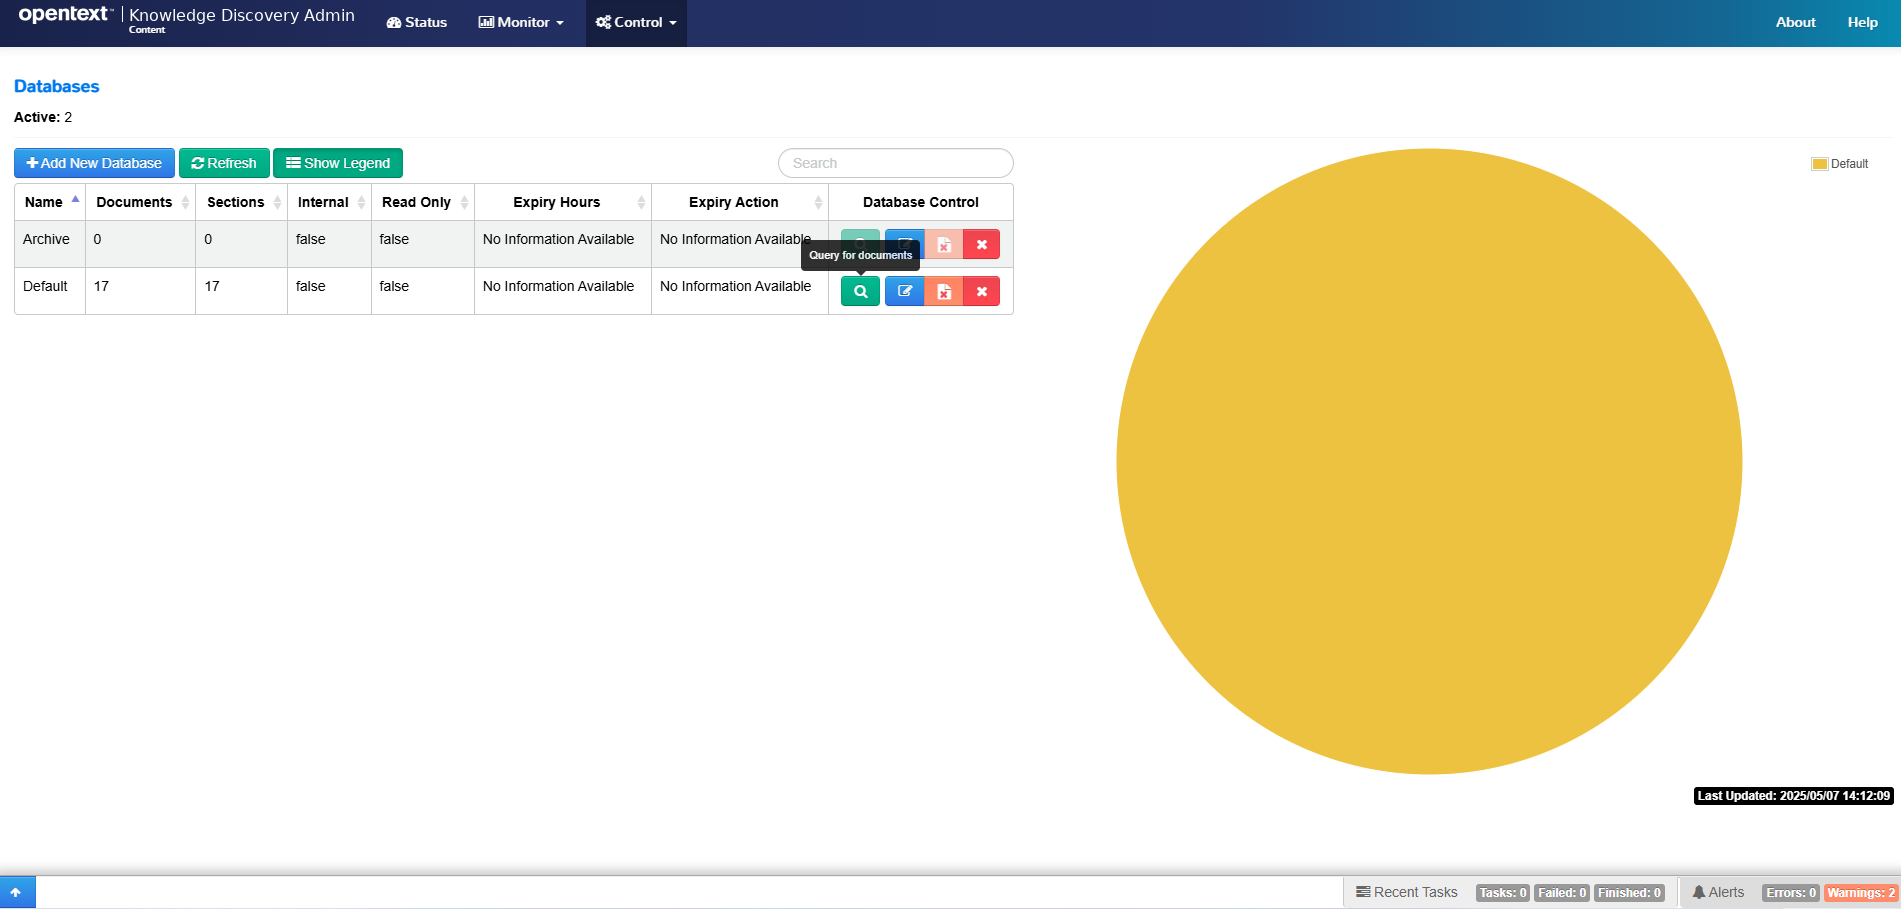 opentext™ | Knowledge Discovery Admin
Content
Status
Monitor
Control
About
Help
Databases
Active: 2
Add New Database
Refresh
Show Legend
Search
Default
Name Documents Sections Internal Read Only Expiry Hours Expiry Action Database Control
Archive 0 0 false false No Information Available No Information Available
Query for documents
Default 17 17 false false No Information Available No Information Available
Last Updated: 2025/05/07 14:12:09
Recent Tasks Tasks: 0 Failed: 0 Finished: 0 Alerts Errors: 0 Warnings: 2